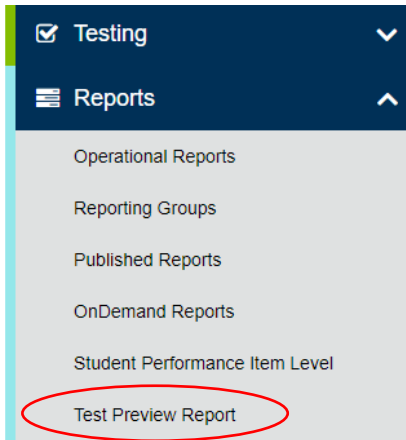 Testing
Reports
Operational Reports
Reporting Groups
Published Reports
OnDemand Reports
Student Performance Item Level
Test Preview Report